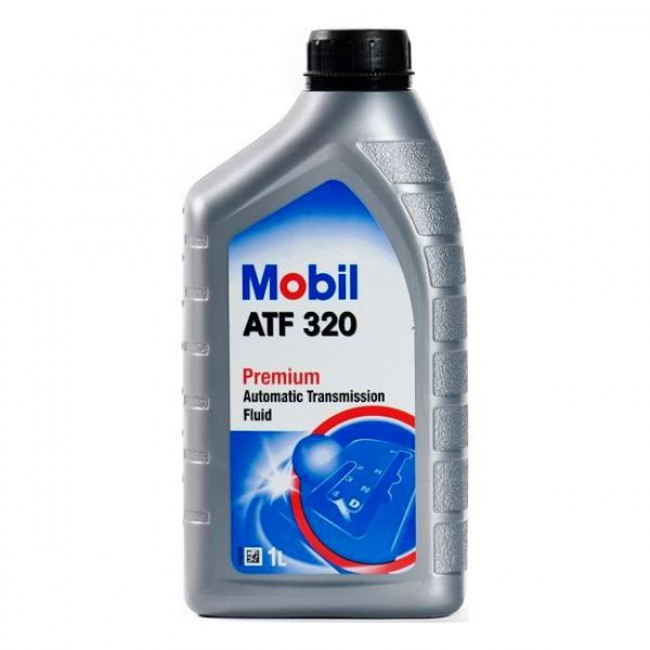 Mobil
ATF 320
Premium
Automatic Transmission
Fluid
D
1L